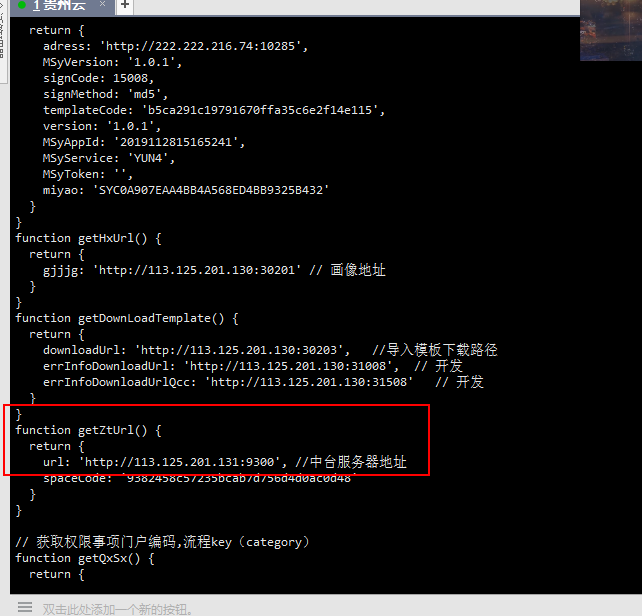 1 贵州云 × +
return {
adress: 'http://222.222.216.74:10285',
MSyVersion: '1.0.1',
signCode: 15008,
signMethod: 'md5',
templateCode: 'b5ca291c19791670ffa35c6e2f14e115',
version: '1.0.1',
MSyAppId: '2019112815165241',
MSyService: 'YUN4',
MSyToken: '',
miyao: 'SYC0A907EAA4BB4A568ED4BB9325B432'
}
}
function getHxUrl() {
return {
gjjjg: 'http://113.125.201.130:30201' // 画像地址
}
}
function getDownLoadTemplate() {
return {
downloadUrl: 'http://113.125.201.130:30203', //导入模板下载路径
errInfoDownloadUrl: 'http://113.125.201.130:31008', // 开发
errInfoDownloadUrlQcc: 'http://113.125.201.130:31508' // 开发
}
}
function getZtUrl() {
return {
url: 'http://113.125.201.131:9300', //中台服务器地址
spaceCode: '9382458c57235bcab7d756d4d0ac0d48'
}
}
// 获取权限事项门户编码,流程key（category）
function getQxSx() {
return {
双击此处添加一个新的按钮。